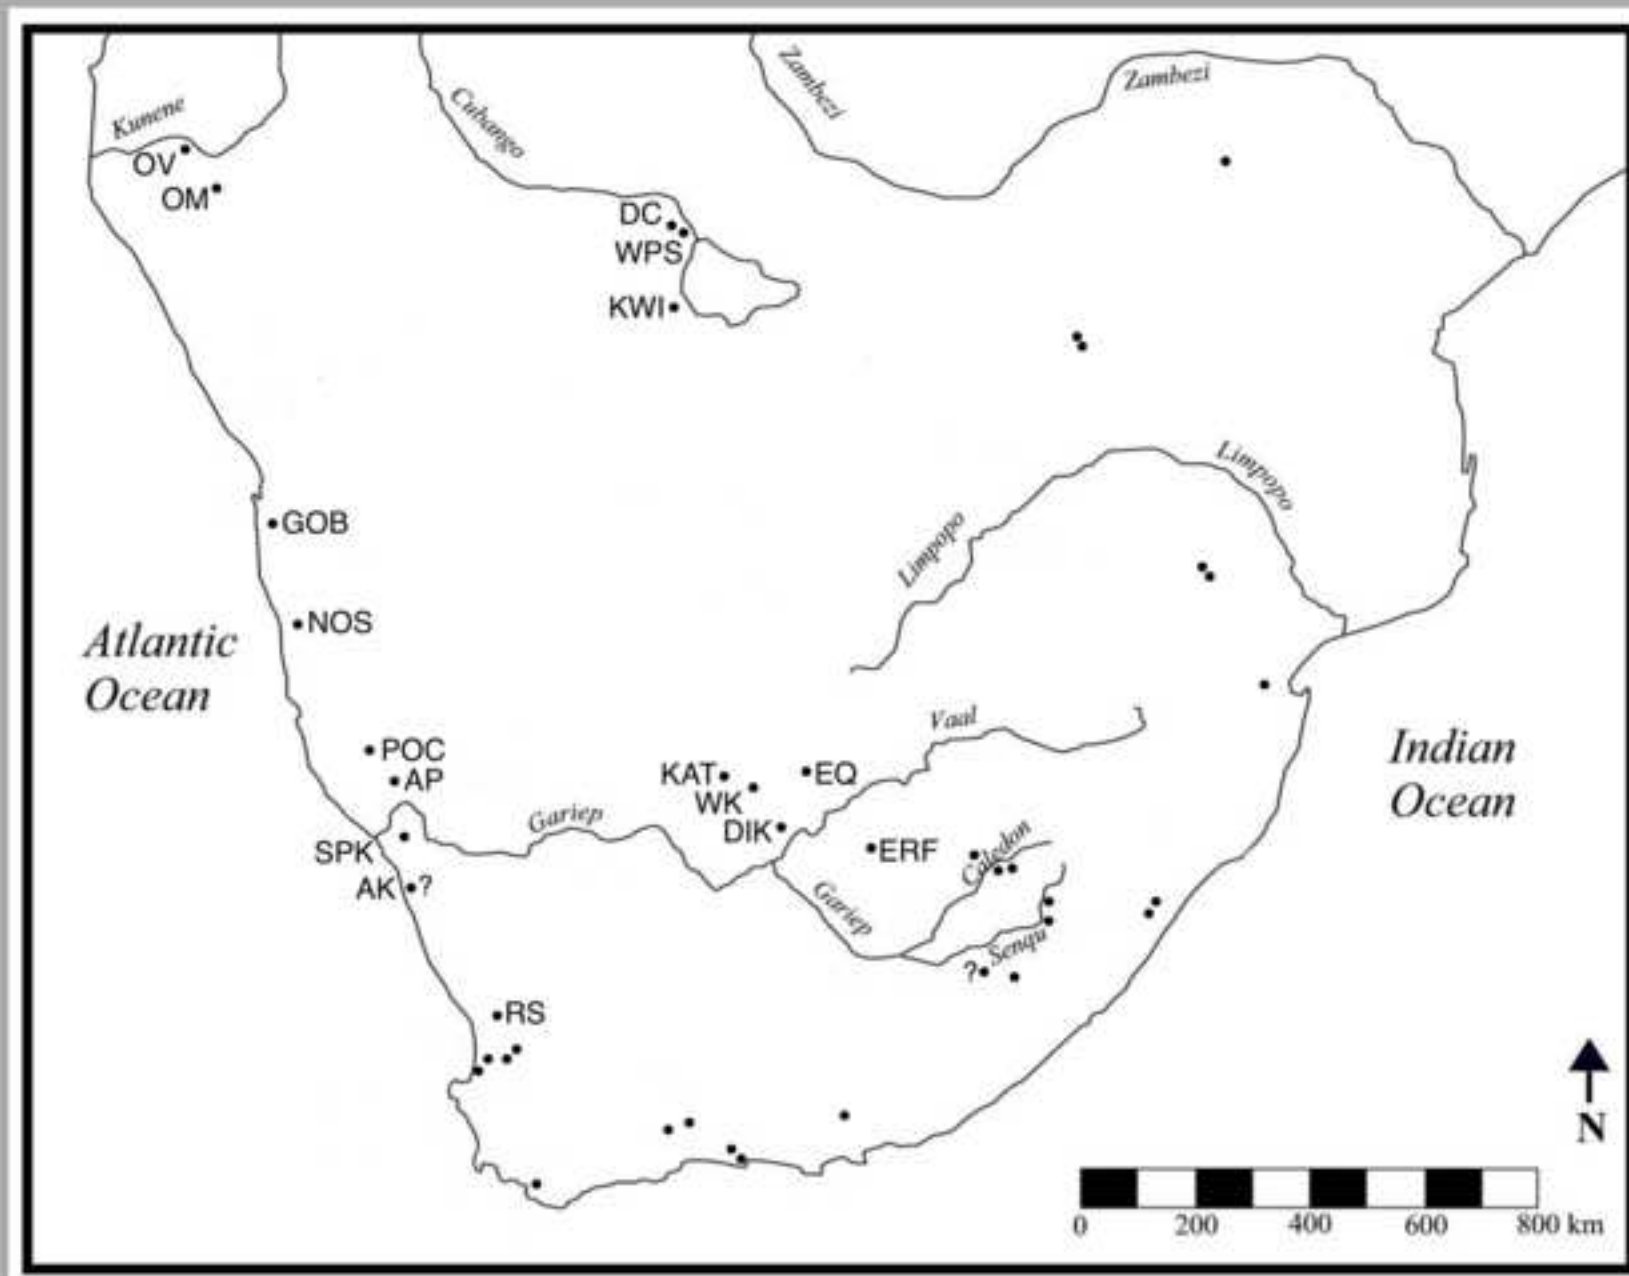 Zambezi
Zambezi
Kunene
Cubango
OV
OM
DC
WPS
KWI
Limpopo
Limpopo
GOB
NOS
Atlantic
Ocean
Vaal
Indian
Ocean
POC
AP
KAT
WK
EQ
DIK
Gariep
SPK
ERF
Caledon
AK ?
Gariep
Senqu
?
RS
N
0 200 400 600 800 km